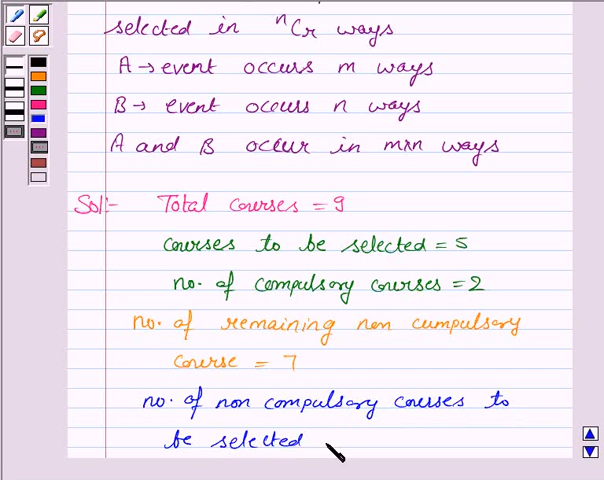 selected in ⁿCr ways
A → event occurs m ways
B → event occurs n ways
A and B occur in m×n ways
Sol:- Total courses = 9
courses to be selected = 5
no. of compulsory courses = 2
no. of remaining non cumpulsory
course = 7
no. of non compulsory courses to
be selected